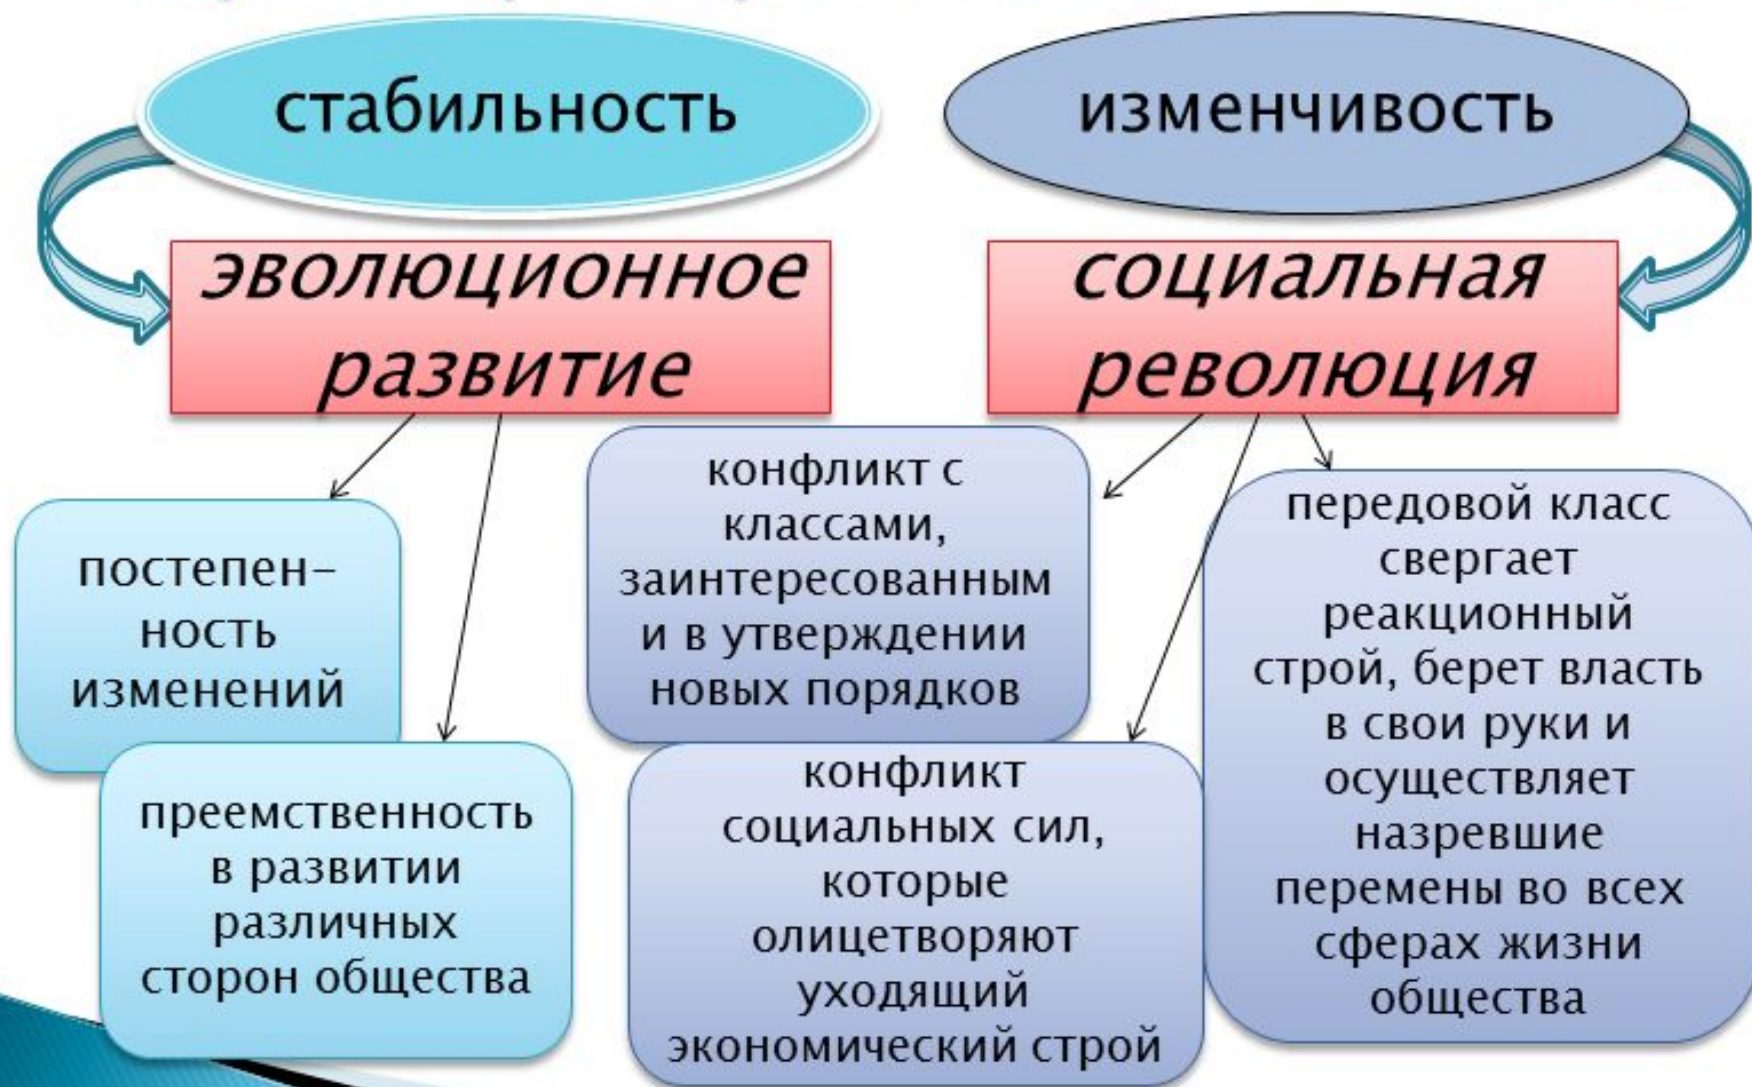 стабильность
изменчивость
эволюционное
развитие
социальная
революция
постепен-
ность
изменений
преемственность
в развитии
различных
сторон общества
конфликт с
классами,
заинтересованным
и в утверждении
новых порядков
конфликт
социальных сил,
которые
олицетворяют
уходящий
экономический строй
передовой класс
свергает
реакционный
строй, берет власть
в свои руки и
осуществляет
назревшие
перемены во всех
сферах жизни
общества